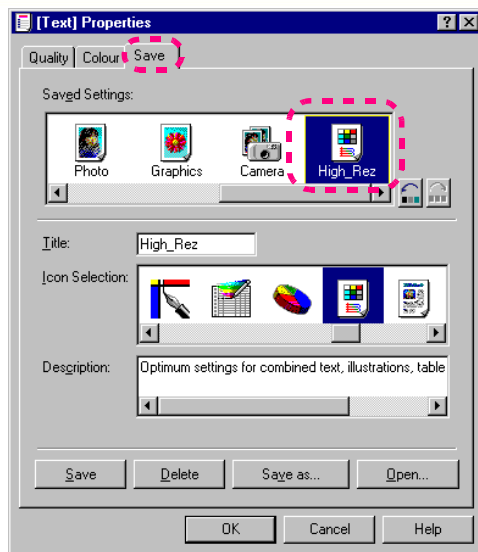 [Text] Properties
Quality Colour Save
Saved Settings:
Photo Graphics Camera High_Rez
Title: High_Rez
Icon Selection:
Description: Optimum settings for combined text, illustrations, table
Save Delete Save as... Open...
OK Cancel Help